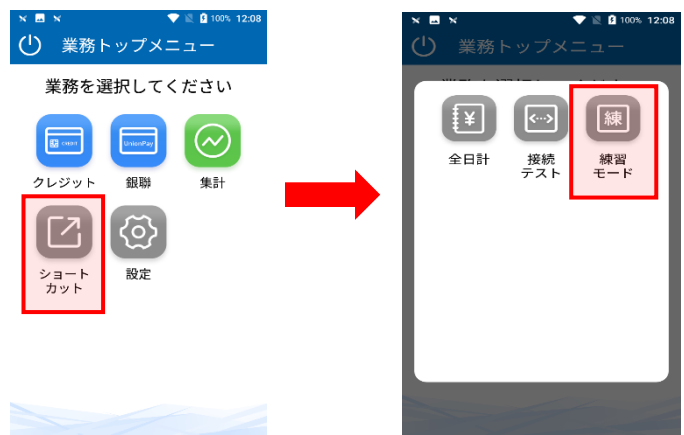 100% 12:08
業務トップメニュー
業務を選択してください
credit
UnionPay
クレジット
銀聯
集計
ショート
カット
設定
100% 12:08
業務トップメニュー
¥
練
全日計
接続
テスト
練習
モード